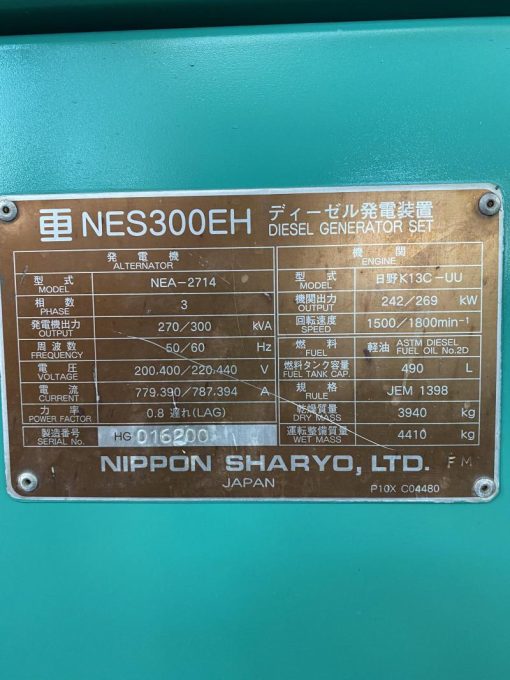 NES300EH ディーゼル発電装置
DIESEL GENERATOR SET
発電機
ALTERNATOR
型式 NEA-2714
MODEL
相数 3
PHASE
発電機出力 270/300 kVA
OUTPUT
周波数 50/60 Hz
FREQUENCY
電圧 200.400/220.440 V
VOLTAGE
電流 779.390/787.394 A
CURRENT
力率 0.8 遅れ(LAG)
POWER FACTOR
製造番号 HG 016200
SERIAL No.
機関
ENGINE
型式 日野K13C-UU
MODEL
機関出力 242/269 kW
OUTPUT
回転速度 1500/1800min⁻¹
SPEED
燃料 軽油 ASTM DIESEL
FUEL FUEL OIL No.2D
燃料タンク容量 490 L
FUEL TANK CAP.
規格 JEM 1398
RULE
乾燥質量 3940 kg
DRY MASS
運転整備質量 4410 kg
WET MASS
NIPPON SHARYO, LTD. FM
JAPAN
P10X C04480